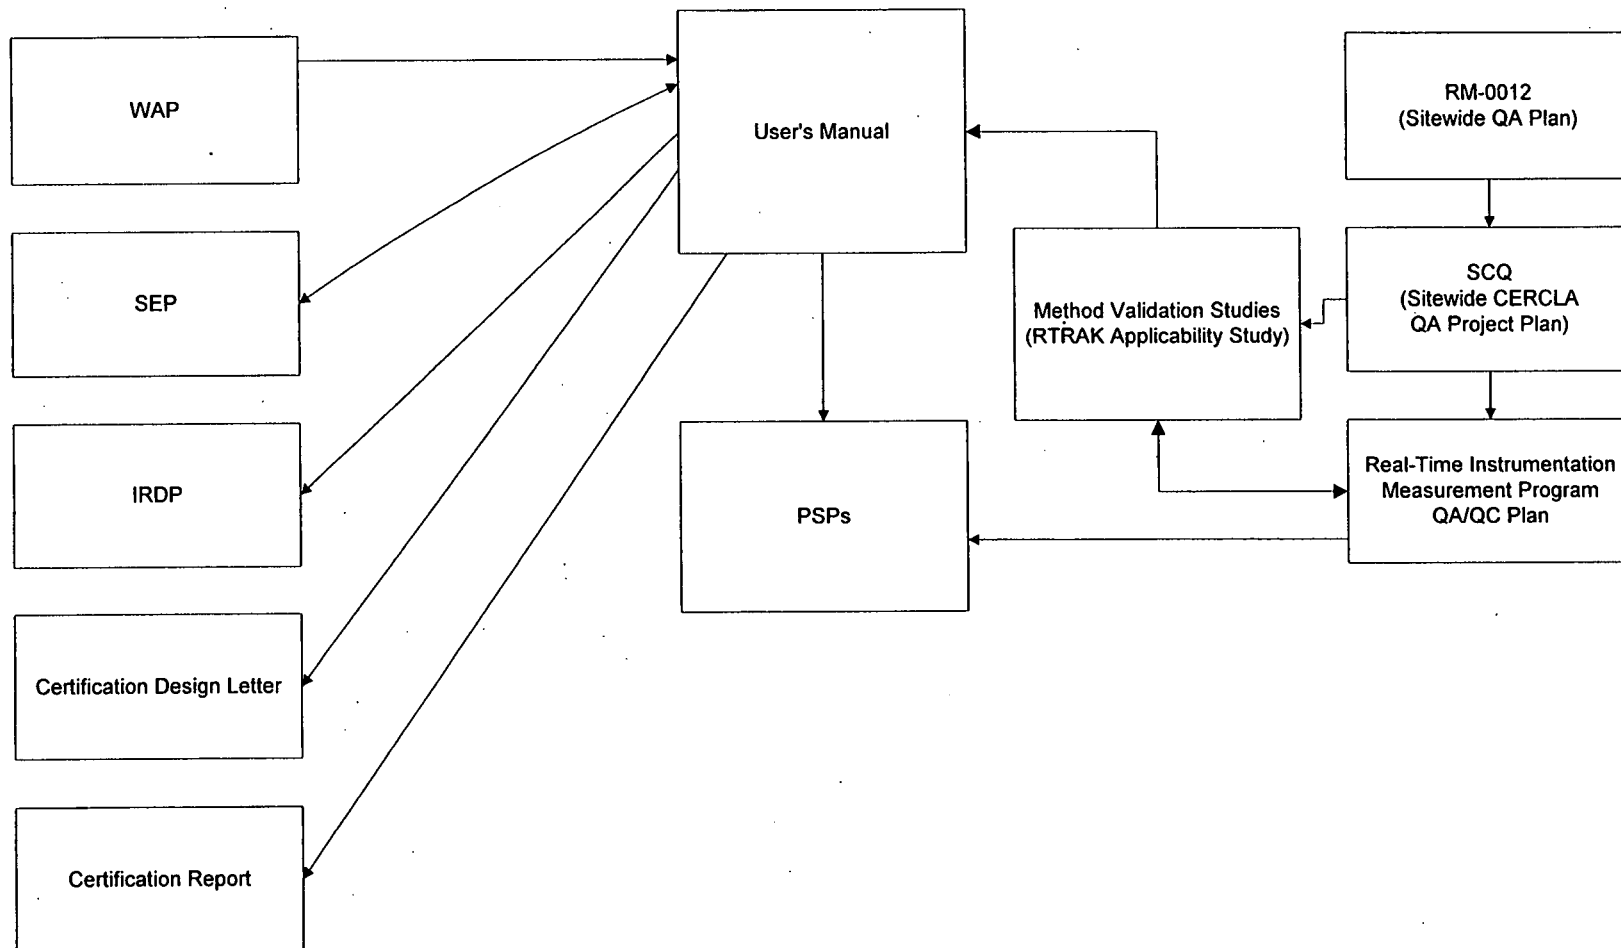 WAP
SEP
IRDP
Certification Design Letter
Certification Report
User's Manual
PSPs
Method Validation Studies
(RTRAK Applicability Study)
RM-0012
(Sitewide QA Plan)
SCQ
(Sitewide CERCLA
QA Project Plan)
Real-Time Instrumentation
Measurement Program
QA/QC Plan